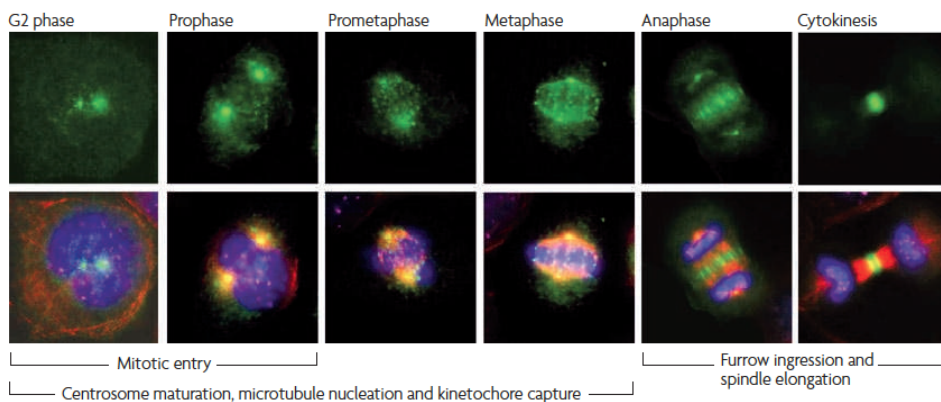 G2 phase
Prophase
Prometaphase
Metaphase
Anaphase
Cytokinesis
Mitotic entry
Furrow ingression and
spindle elongation
Centrosome maturation, microtubule nucleation and kinetochore capture